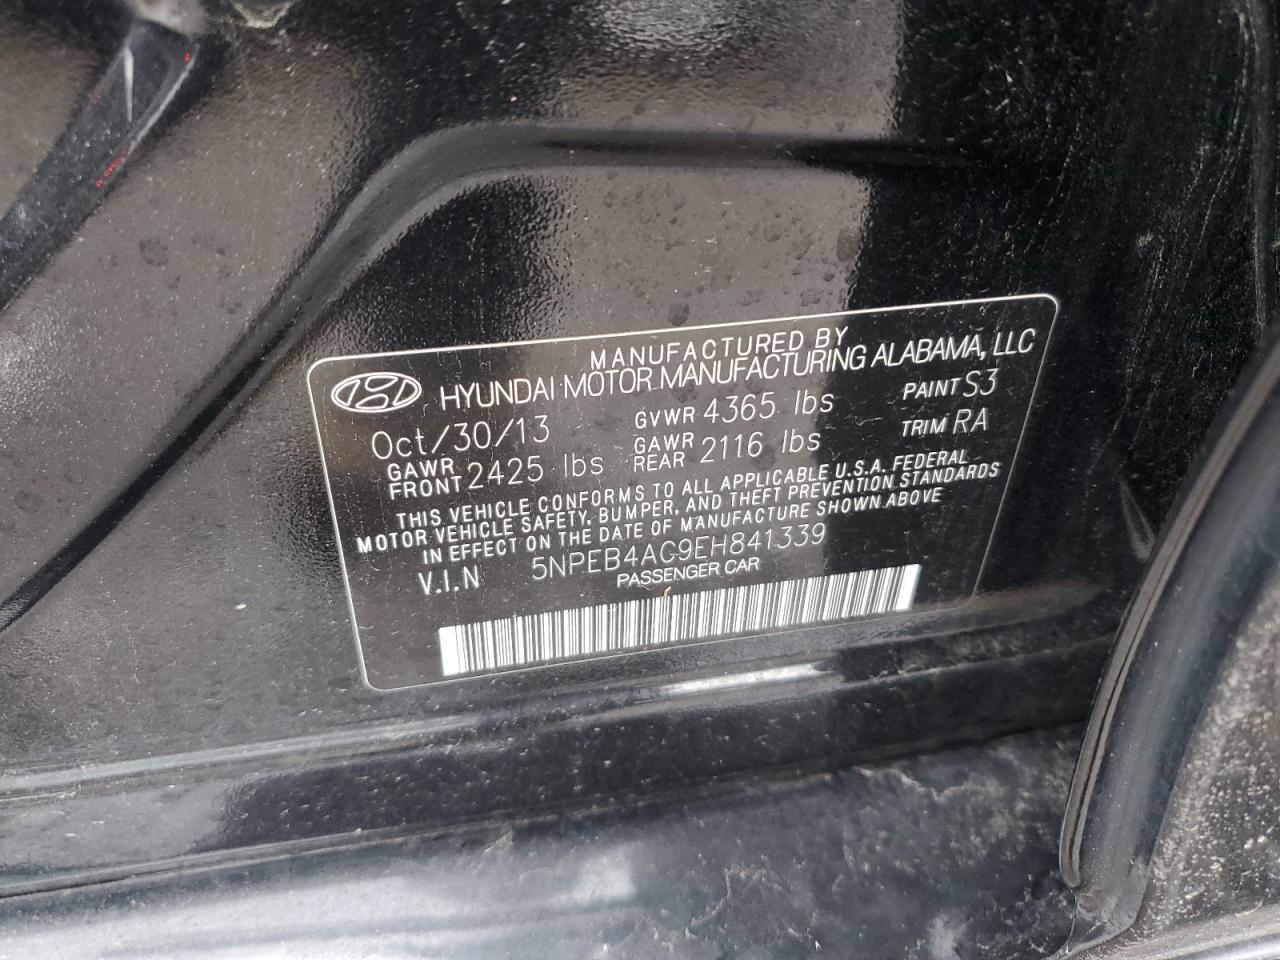 MANUFACTURED BY
HYUNDAI MOTOR MANUFACTURING ALABAMA, LLC
Oct/30/13 GVWR 4365 lbs PAINT S3
GAWR FRONT 2425 lbs GAWR REAR 2116 lbs TRIM RA
THIS VEHICLE CONFORMS TO ALL APPLICABLE U.S.A. FEDERAL
MOTOR VEHICLE SAFETY, BUMPER, AND THEFT PREVENTION STANDARDS
IN EFFECT ON THE DATE OF MANUFACTURE SHOWN ABOVE
V.I.N 5NPEB4AC9EH841339
PASSENGER CAR